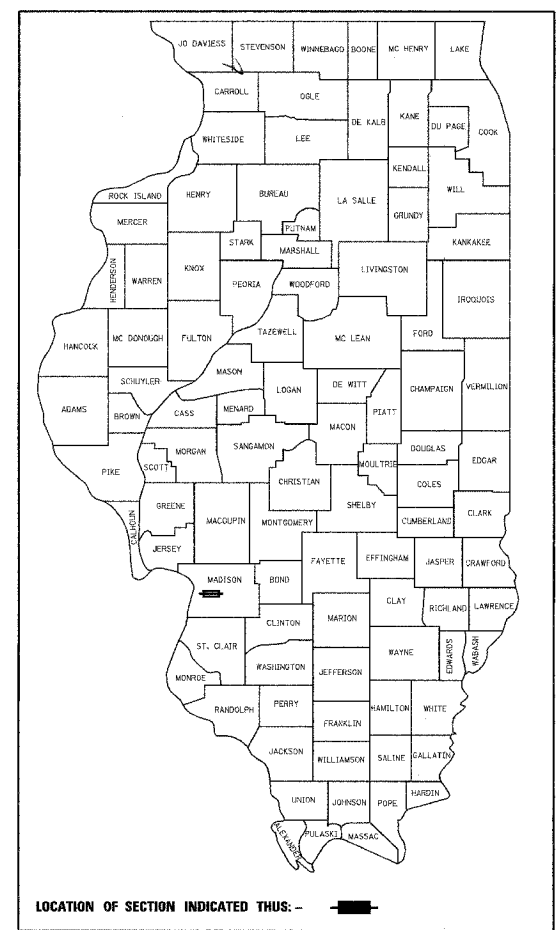 JO DAVIESS STEVENSON WINNEBAGO BOONE MC HENRY LAKE
CARROLL OGLE DE KALB KANE DU PAGE COOK
WHITESIDE LEE KENDALL WILL
ROCK ISLAND HENRY BUREAU LA SALLE GRUNDY
MERCER PUTNAM KANKAKEE
STARK MARSHALL LIVINGSTON
HENDERSON WARREN KNOX PEORIA WOODFORD IROQUOIS
HANCOCK MC DONOUGH FULTON TAZEWELL MC LEAN FORD
MASON
SCHUYLER LOGAN DE WITT CHAMPAIGN VERMILION
ADAMS BROWN CASS MENARD MACON PIATT
PIKE SCOTT MORGAN SANGAMON MOULTRIE DOUGLAS EDGAR
CHRISTIAN COLES
CALHOUN GREENE MACOUPIN MONTGOMERY SHELBY CUMBERLAND CLARK
JERSEY FAYETTE EFFINGHAM JASPER CRAWFORD
MADISON BOND
CLAY RICHLAND LAWRENCE
CLINTON MARION
ST. CLAIR WAYNE EDWARDS WABASH
MONROE WASHINGTON JEFFERSON
RANDOLPH PERRY HAMILTON WHITE
FRANKLIN
JACKSON WILLIAMSON SALINE GALLATIN
HARDIN
UNION JOHNSON POPE
ALEXANDER PULASKI MASSAC
LOCATION OF SECTION INDICATED THUS: -